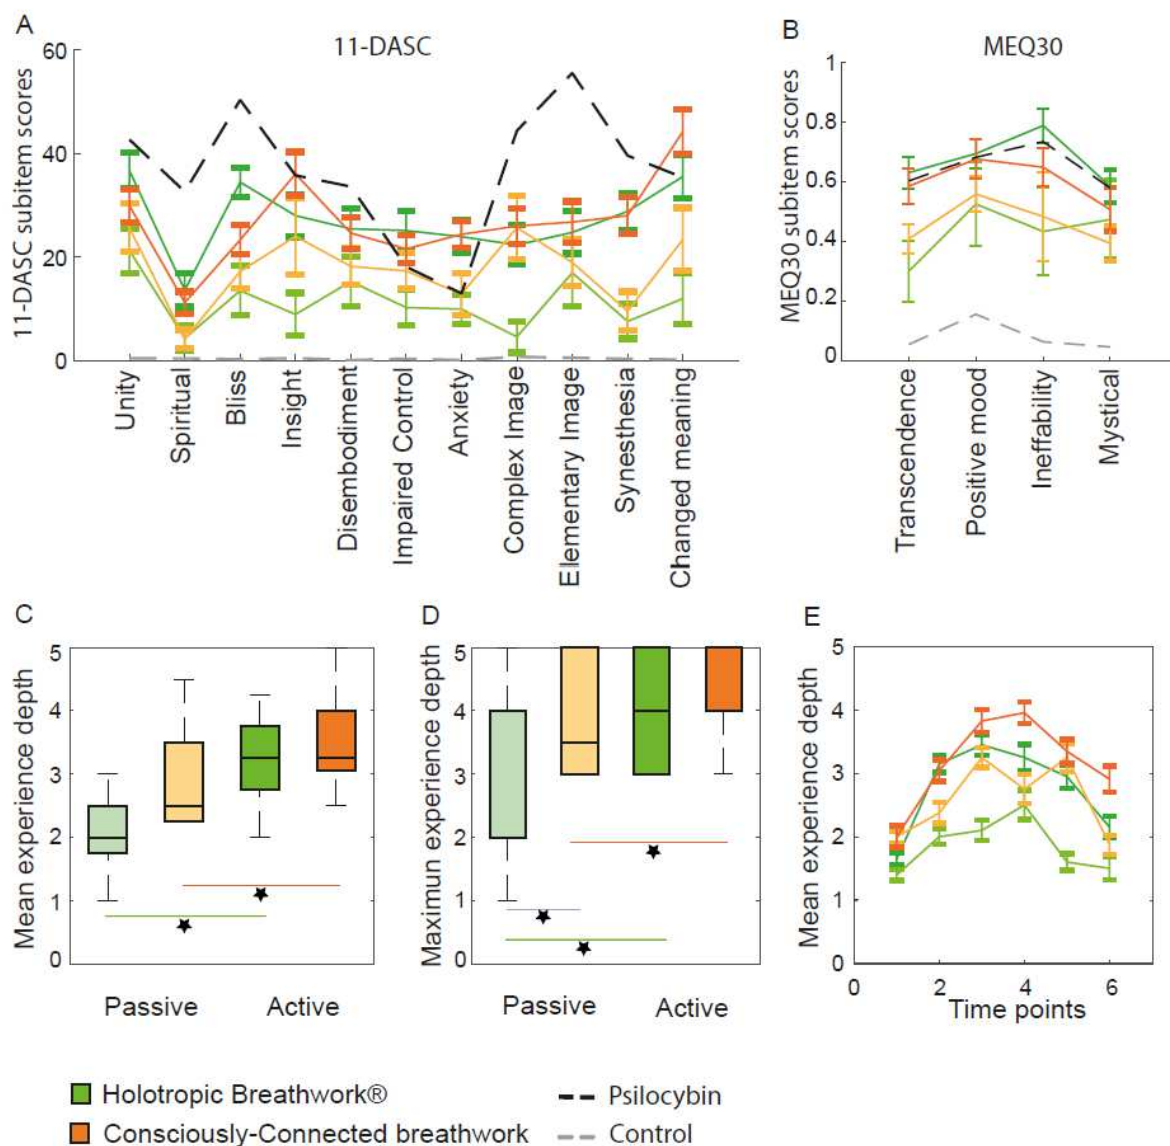 A
11-DASC
60
40
20
0
11-DASC subitem scores
Unity
Spiritual
Bliss
Insight
Disembodiment
Impaired Control
Anxiety
Complex Image
Elementary Image
Synesthesia
Changed meaning
B
MEQ30
1
0.8
0.6
0.4
0.2
0
MEQ30 subitem scores
Transcendence
Positive mood
Ineffability
Mystical
C
5
4
3
2
1
0
Mean experience depth
Passive Active
D
5
4
3
2
1
0
Maximun experience depth
Passive Active
E
5
4
3
2
1
0
Mean experience depth
0 2 4 6
Time points
Holotropic Breathwork®
Consciously-Connected breathwork
Psilocybin
Control